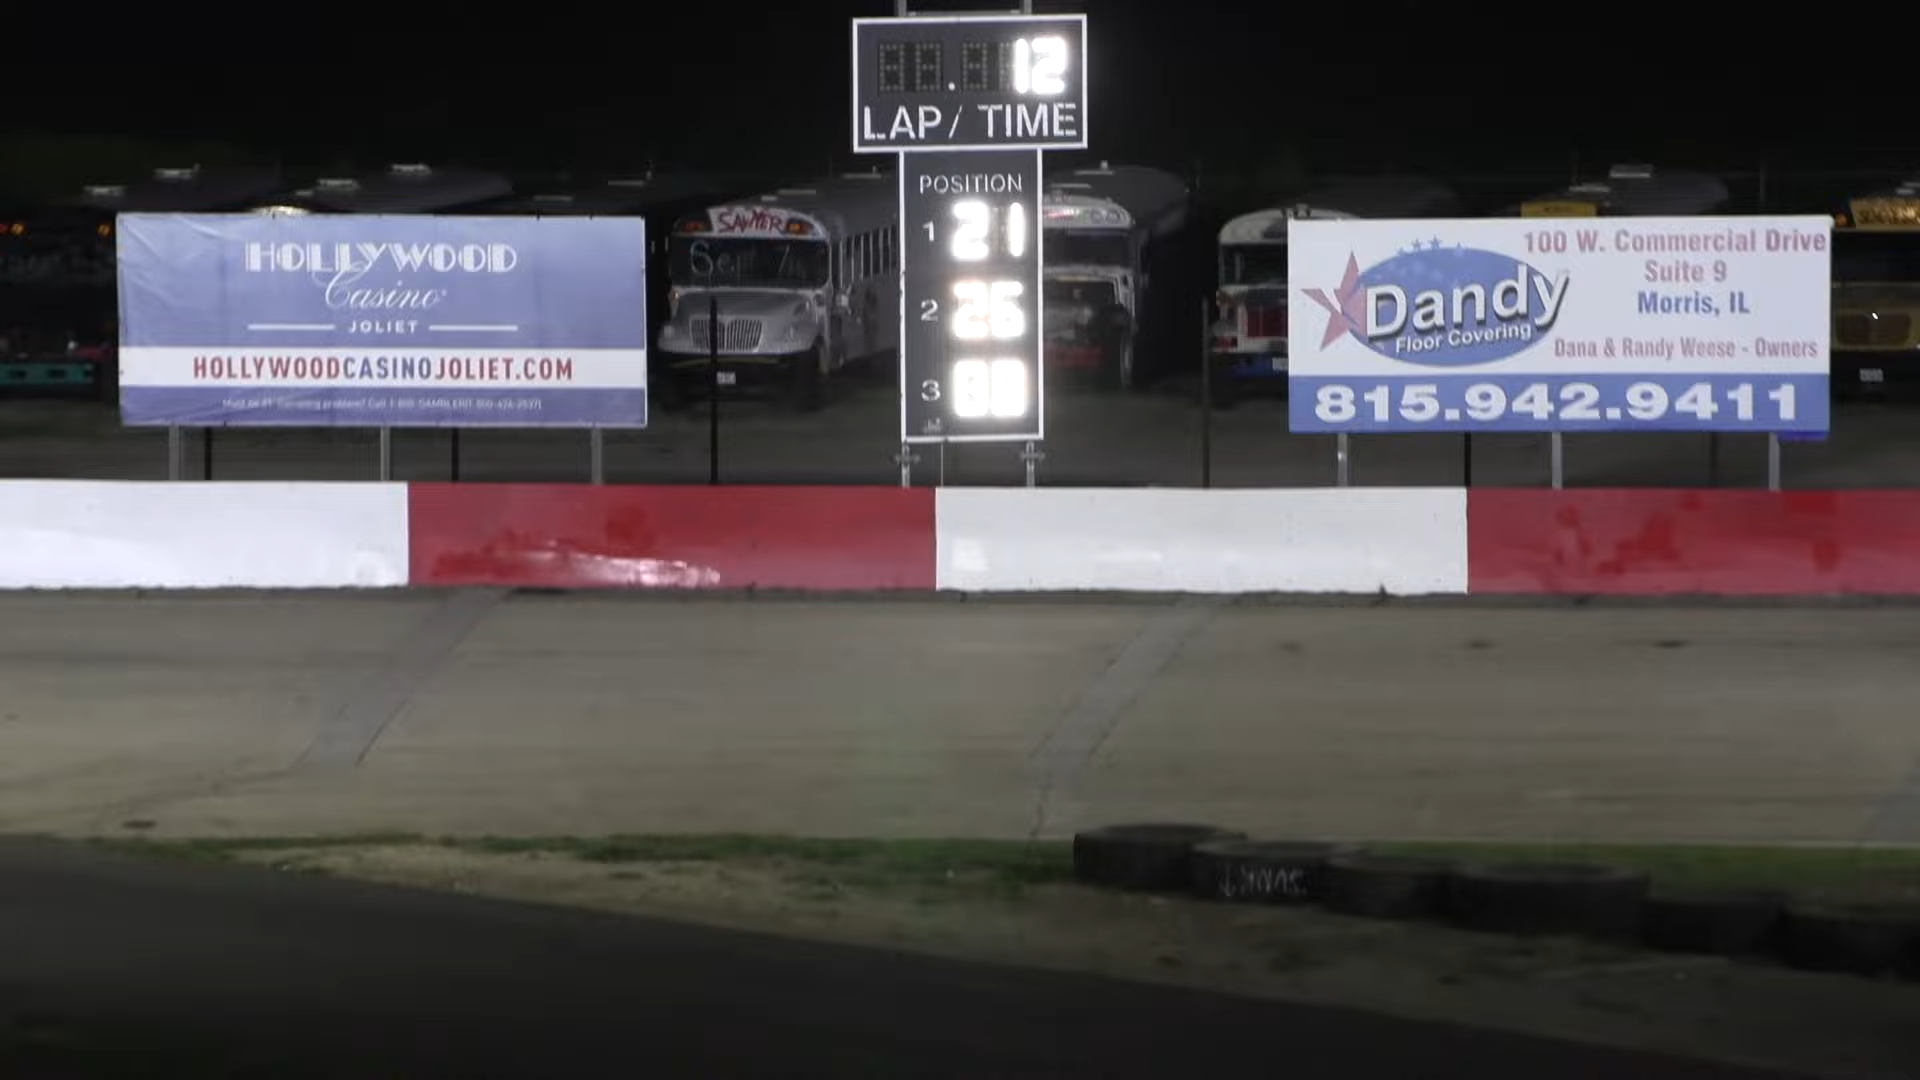 12
LAP/ TIME
POSITION
1 21
2 26
3
HOLLYWOOD
Casino
JOLIET
HOLLYWOODCASINOJOLIET.COM
SAWYER
100 W. Commercial Drive
Suite 9
Morris, IL
Dandy
Floor Covering
Dana & Randy Weese - Owners
815.942.9411